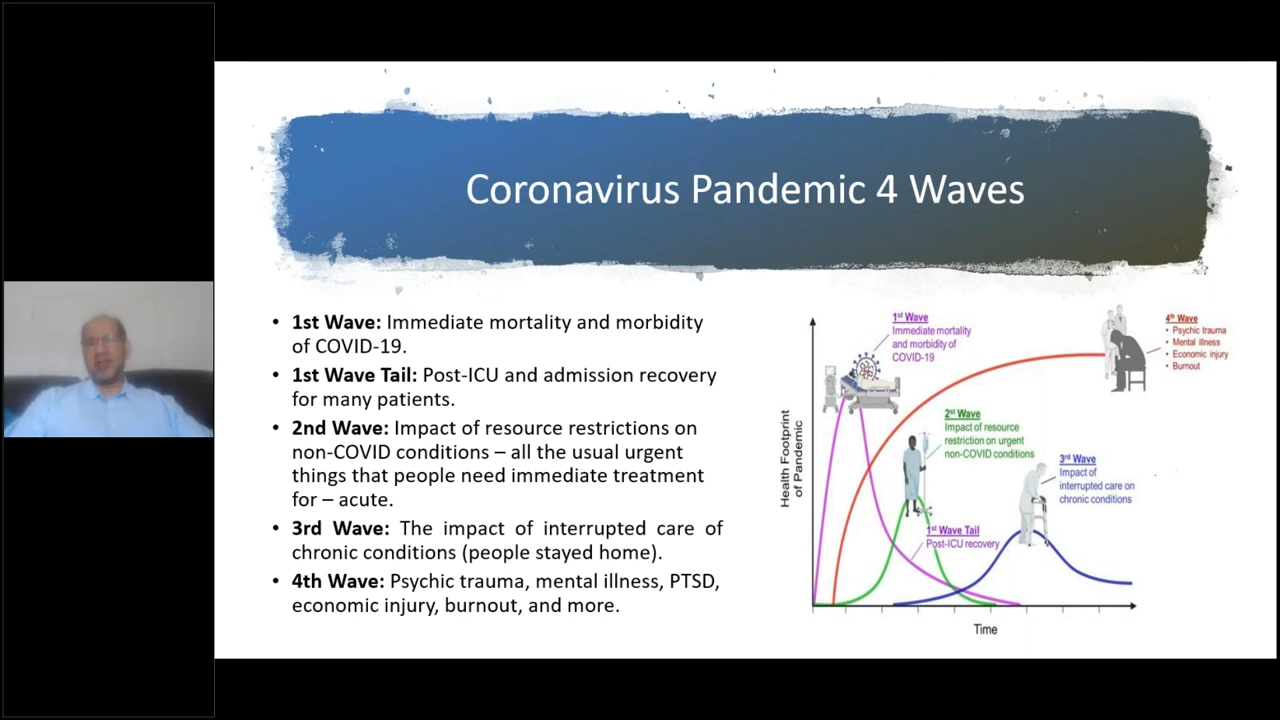 Coronavirus Pandemic 4 Waves
• 1st Wave: Immediate mortality and morbidity
of COVID-19.
• 1st Wave Tail: Post-ICU and admission recovery
for many patients.
• 2nd Wave: Impact of resource restrictions on
non-COVID conditions – all the usual urgent
things that people need immediate treatment
for – acute.
• 3rd Wave: The impact of interrupted care of
chronic conditions (people stayed home).
• 4th Wave: Psychic trauma, mental illness, PTSD,
economic injury, burnout, and more.
Health Footprint
of Pandemic
1st Wave
Immediate mortality
and morbidity of
COVID-19
2nd Wave
Impact of resource
restriction on urgent
non-COVID conditions
1st Wave Tail
Post-ICU recovery
3rd Wave
Impact of
interrupted care on
chronic conditions
4th Wave
• Psychic trauma
• Mental illness
• Economic injury
• Burnout
Time